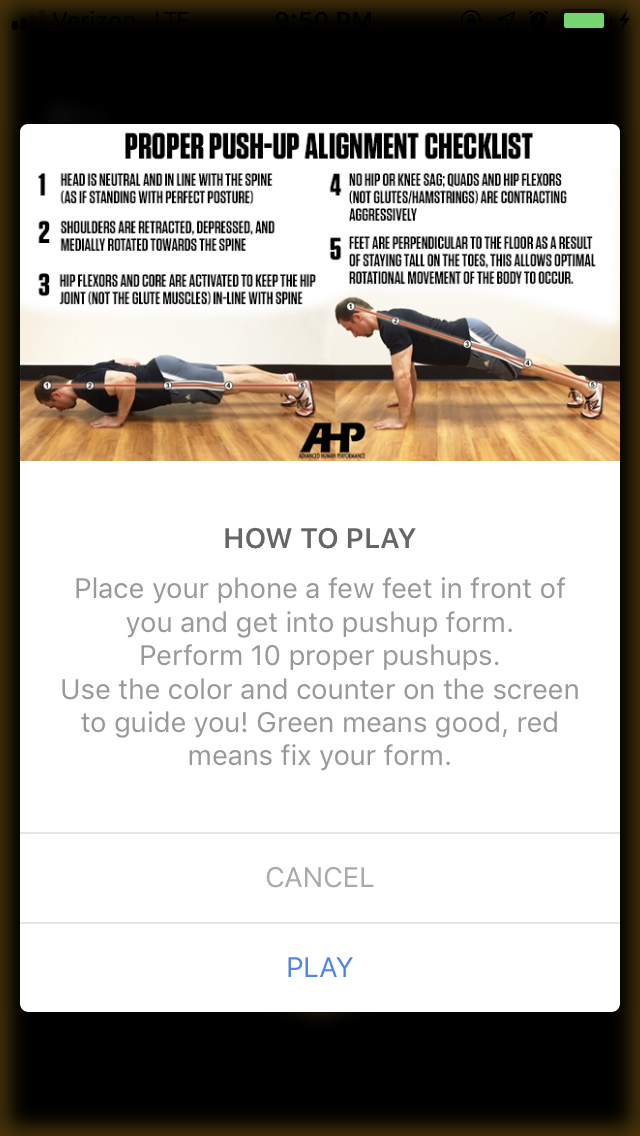 Verizon LTE 9:50 PM
PROPER PUSH-UP ALIGNMENT CHECKLIST
1 HEAD IS NEUTRAL AND IN LINE WITH THE SPINE
(AS IF STANDING WITH PERFECT POSTURE)
2 SHOULDERS ARE RETRACTED, DEPRESSED, AND
MEDIALLY ROTATED TOWARDS THE SPINE
3 HIP FLEXORS AND CORE ARE ACTIVATED TO KEEP THE HIP
JOINT (NOT THE GLUTE MUSCLES) IN-LINE WITH SPINE
4 NO HIP OR KNEE SAG; QUADS AND HIP FLEXORS
(NOT GLUTES/HAMSTRINGS) ARE CONTRACTING
AGGRESSIVELY
5 FEET ARE PERPENDICULAR TO THE FLOOR AS A RESULT
OF STAYING TALL ON THE TOES, THIS ALLOWS OPTIMAL
ROTATIONAL MOVEMENT OF THE BODY TO OCCUR.
1 2 3 4 5
1 2 3 4 5
AHP
ADVANCED HUMAN PERFORMANCE
HOW TO PLAY
Place your phone a few feet in front of
you and get into pushup form.
Perform 10 proper pushups.
Use the color and counter on the screen
to guide you! Green means good, red
means fix your form.
CANCEL
PLAY